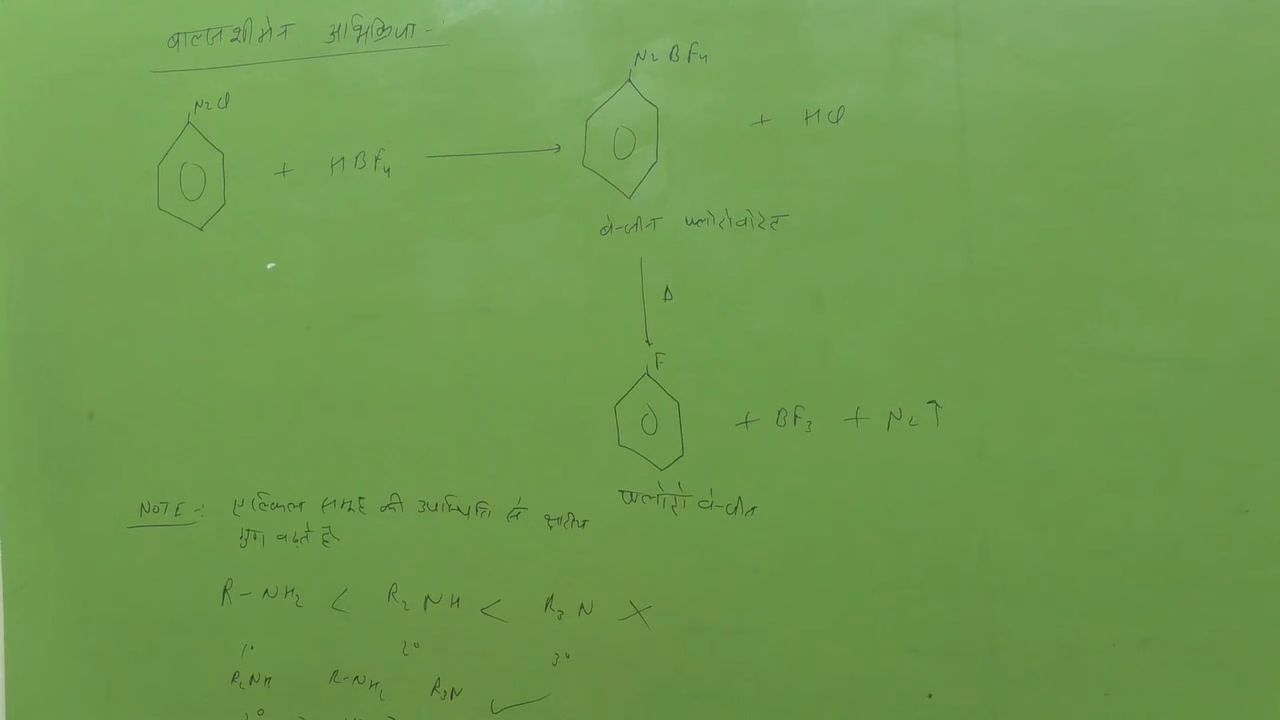 बाल्जशीमेन अभिक्रिया -
N2Cl + HBF4 ⟶ N2BF4 + HCl
बेन्जीन फ्लोरोबोरेट
Δ
F
+ BF3 + N2 ↑
फ्लोरो बेन्जीन
NOTE :- एल्किल समूह की उपस्थिति से क्षारीय
गुण बढ़ते है
R-NH2 < R2NH < R3N ✗
1° 2° 3°
R2NH R-NH2 R3N ✓